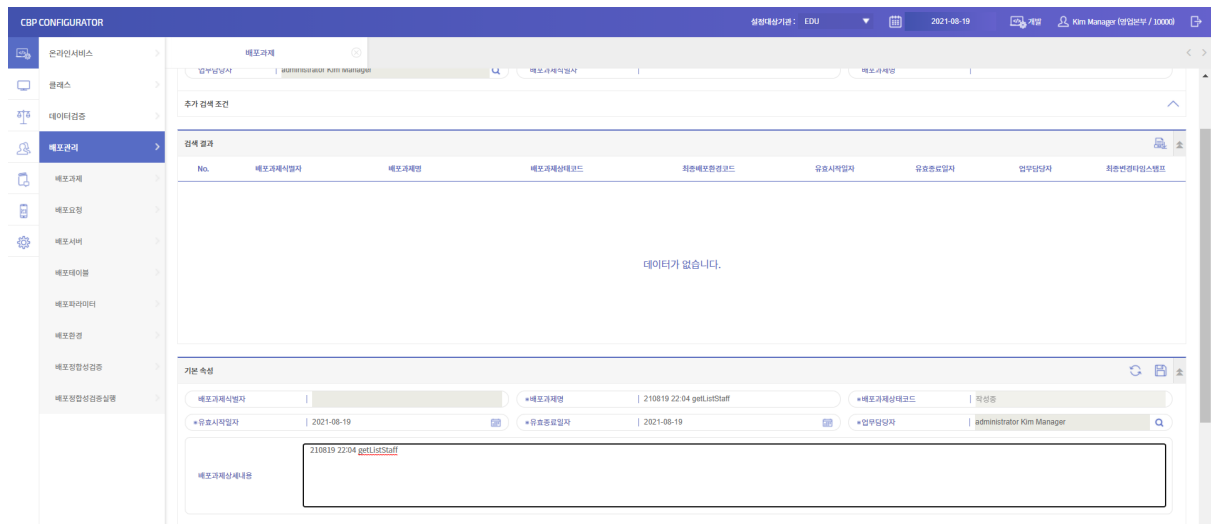 CBP CONFIGURATOR 설정대상기관 : EDU 2021-08-19 개발 Kim Manager (영업본부 / 10000)
온라인서비스 배포과제
업무담당자 administrator Kim Manager 배포과제식별자 배포과제명
클래스
추가 검색 조건
데이터검증
배포관리 검색 결과
No. 배포과제식별자 배포과제명 배포과제상태코드 최종배포환경코드 유효시작일자 유효종료일자 업무담당자 최종변경타임스탬프
배포과제
배포요청
배포서버
데이터가 없습니다.
배포테이블
배포파라미터
배포환경
배포정합성검증 기본 속성
배포정합성검증실행 배포과제식별자 *배포과제명 210819 22:04 getListStaff *배포과제상태코드 작성중
*유효시작일자 2021-08-19 *유효종료일자 2021-08-19 *업무담당자 administrator Kim Manager
210819 22:04 getListStaff
배포과제상세내용